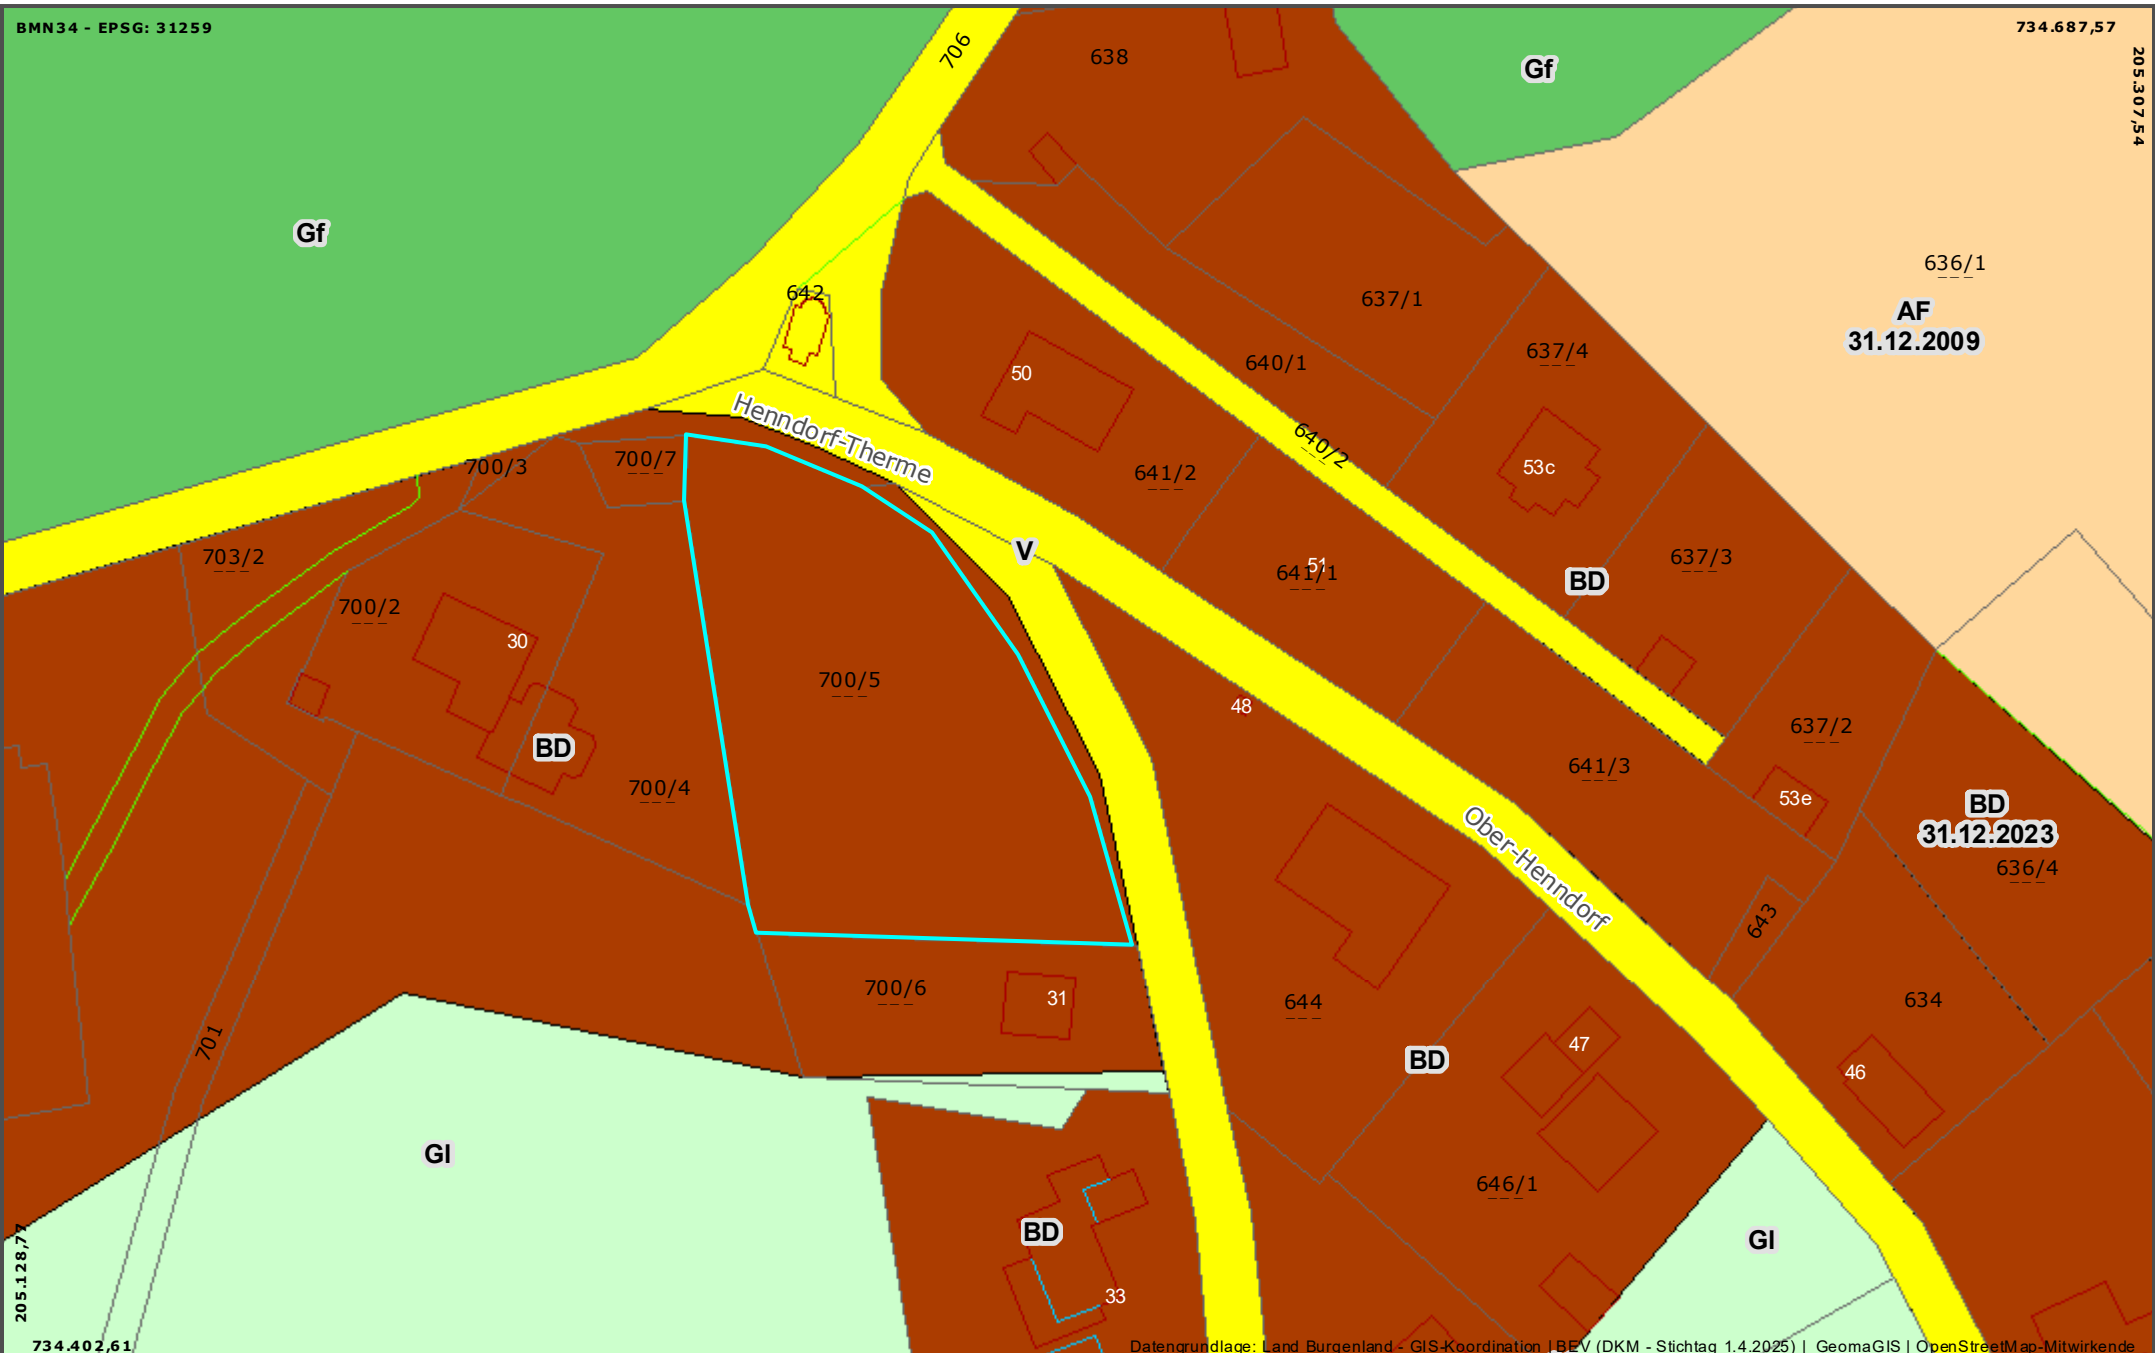 BMN34 - EPSG: 31259
734.687,57
205.307,54
706
638
Gf
Gf
636/1
AF
31.12.2009
642
637/1
637/4
640/1
50
Henndorf-Therme
640/2
641/2
53c
700/3
700/7
703/2
V
51
641/1
BD
637/3
700/2
30
700/5
48
BD
700/4
637/2
641/3
53e
BD
31.12.2023
636/4
Ober-Henndorf
643
700/6
31
644
634
701
47
BD
46
GI
646/1
BD
GI
33
205.128,77
734.402,61
Datengrundlage: Land Burgenland - GIS-Koordination | BEV (DKM - Stichtag 1.4.2025) | GeomaGIS | OpenStreetMap-Mitwirkende